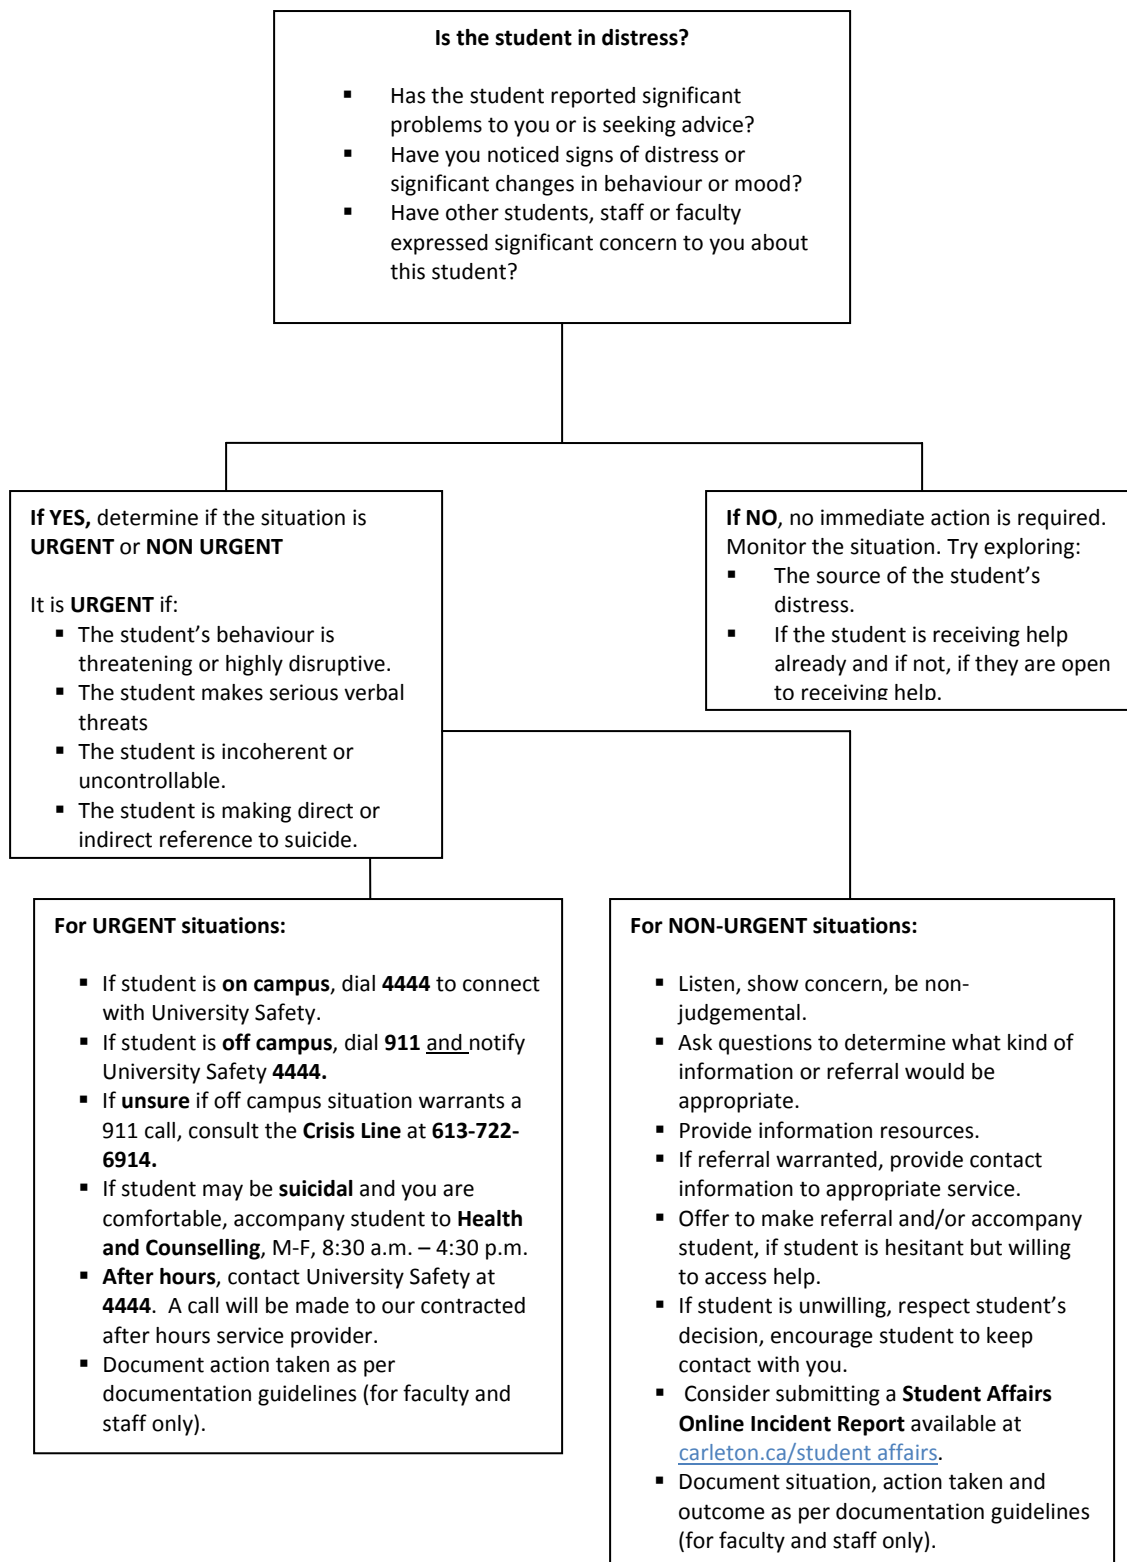 Is the student in distress?
▪ Has the student reported significant
problems to you or is seeking advice?
▪ Have you noticed signs of distress or
significant changes in behaviour or mood?
▪ Have other students, staff or faculty
expressed significant concern to you about
this student?
If YES, determine if the situation is
URGENT or NON URGENT
It is URGENT if:
▪ The student's behaviour is
threatening or highly disruptive.
▪ The student makes serious verbal
threats
▪ The student is incoherent or
uncontrollable.
▪ The student is making direct or
indirect reference to suicide.
If NO, no immediate action is required.
Monitor the situation. Try exploring:
▪ The source of the student's
distress.
▪ If the student is receiving help
already and if not, if they are open
to receiving help.
For URGENT situations:
▪ If student is on campus, dial 4444 to connect
with University Safety.
▪ If student is off campus, dial 911 and notify
University Safety 4444.
▪ If unsure if off campus situation warrants a
911 call, consult the Crisis Line at 613-722-
6914.
▪ If student may be suicidal and you are
comfortable, accompany student to Health
and Counselling, M-F, 8:30 a.m. – 4:30 p.m.
▪ After hours, contact University Safety at
4444. A call will be made to our contracted
after hours service provider.
▪ Document action taken as per
documentation guidelines (for faculty and
staff only).
For NON-URGENT situations:
▪ Listen, show concern, be non-
judgemental.
▪ Ask questions to determine what kind of
information or referral would be
appropriate.
▪ Provide information resources.
▪ If referral warranted, provide contact
information to appropriate service.
▪ Offer to make referral and/or accompany
student, if student is hesitant but willing
to access help.
▪ If student is unwilling, respect student's
decision, encourage student to keep
contact with you.
▪ Consider submitting a Student Affairs
Online Incident Report available at
carleton.ca/student affairs.
▪ Document situation, action taken and
outcome as per documentation guidelines
(for faculty and staff only).